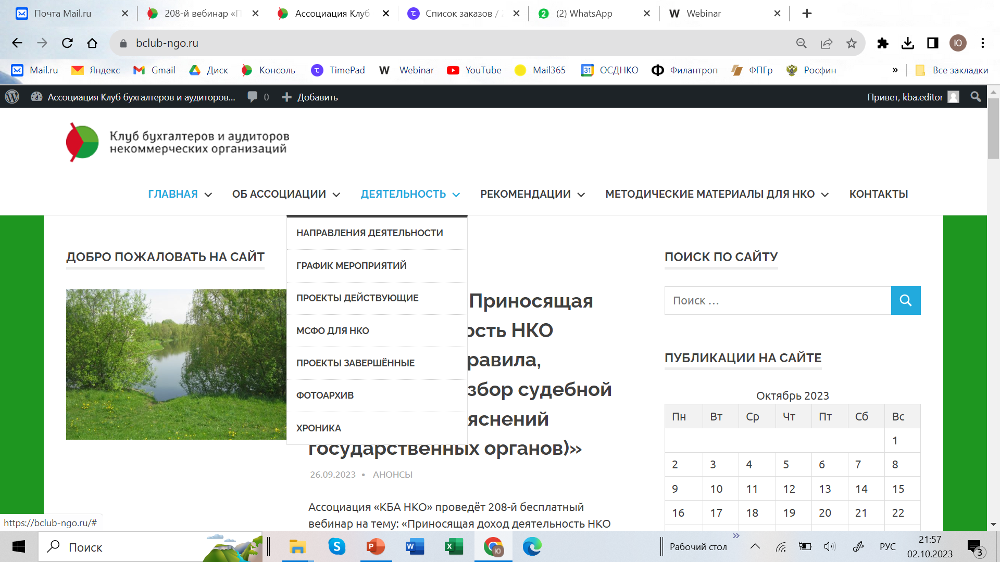 Почта Mail.ru
208-й вебинар «П
Ассоциация Клуб
Список заказов /
2
(2) WhatsApp
W Webinar
bclub-ngo.ru
Ю
Mail.ru
Яндекс
Gmail
Диск
Консоль
TimePad
W Webinar
YouTube
Mail365
31 ОСДНКО
Филантроп
ФПГр
Росфин
»
Все закладки
Ассоциация Клуб бухгалтеров и аудиторов...
0
Добавить
Привет, kba.editor
Клуб бухгалтеров и аудиторов
некоммерческих организаций
ГЛАВНАЯ
ОБ АССОЦИАЦИИ
ДЕЯТЕЛЬНОСТЬ
РЕКОМЕНДАЦИИ
МЕТОДИЧЕСКИЕ МАТЕРИАЛЫ ДЛЯ НКО
КОНТАКТЫ
НАПРАВЛЕНИЯ ДЕЯТЕЛЬНОСТИ
ГРАФИК МЕРОПРИЯТИЙ
ПРОЕКТЫ ДЕЙСТВУЮЩИЕ
МСФО ДЛЯ НКО
ПРОЕКТЫ ЗАВЕРШЁННЫЕ
ФОТОАРХИВ
ХРОНИКА
ДОБРО ПОЖАЛОВАТЬ НА САЙТ
Приносящая
ость НКО
равила,
збор судебной
яснений
государственных органов)»
26.09.2023 • АНОНСЫ
Ассоциация «КБА НКО» проведёт 208-й бесплатный
вебинар на тему: «Приносящая доход деятельность НКО
ПОИСК ПО САЙТУ
Поиск …
ПУБЛИКАЦИИ НА САЙТЕ
Октябрь 2023
Пн Вт Ср Чт Пт Сб Вс
1
2 3 4 5 6 7 8
9 10 11 12 13 14 15
16 17 18 19 20 21 22
https://bclub-ngo.ru/#
Поиск
Рабочий стол
»
РУС
21:57
02.10.2023
3